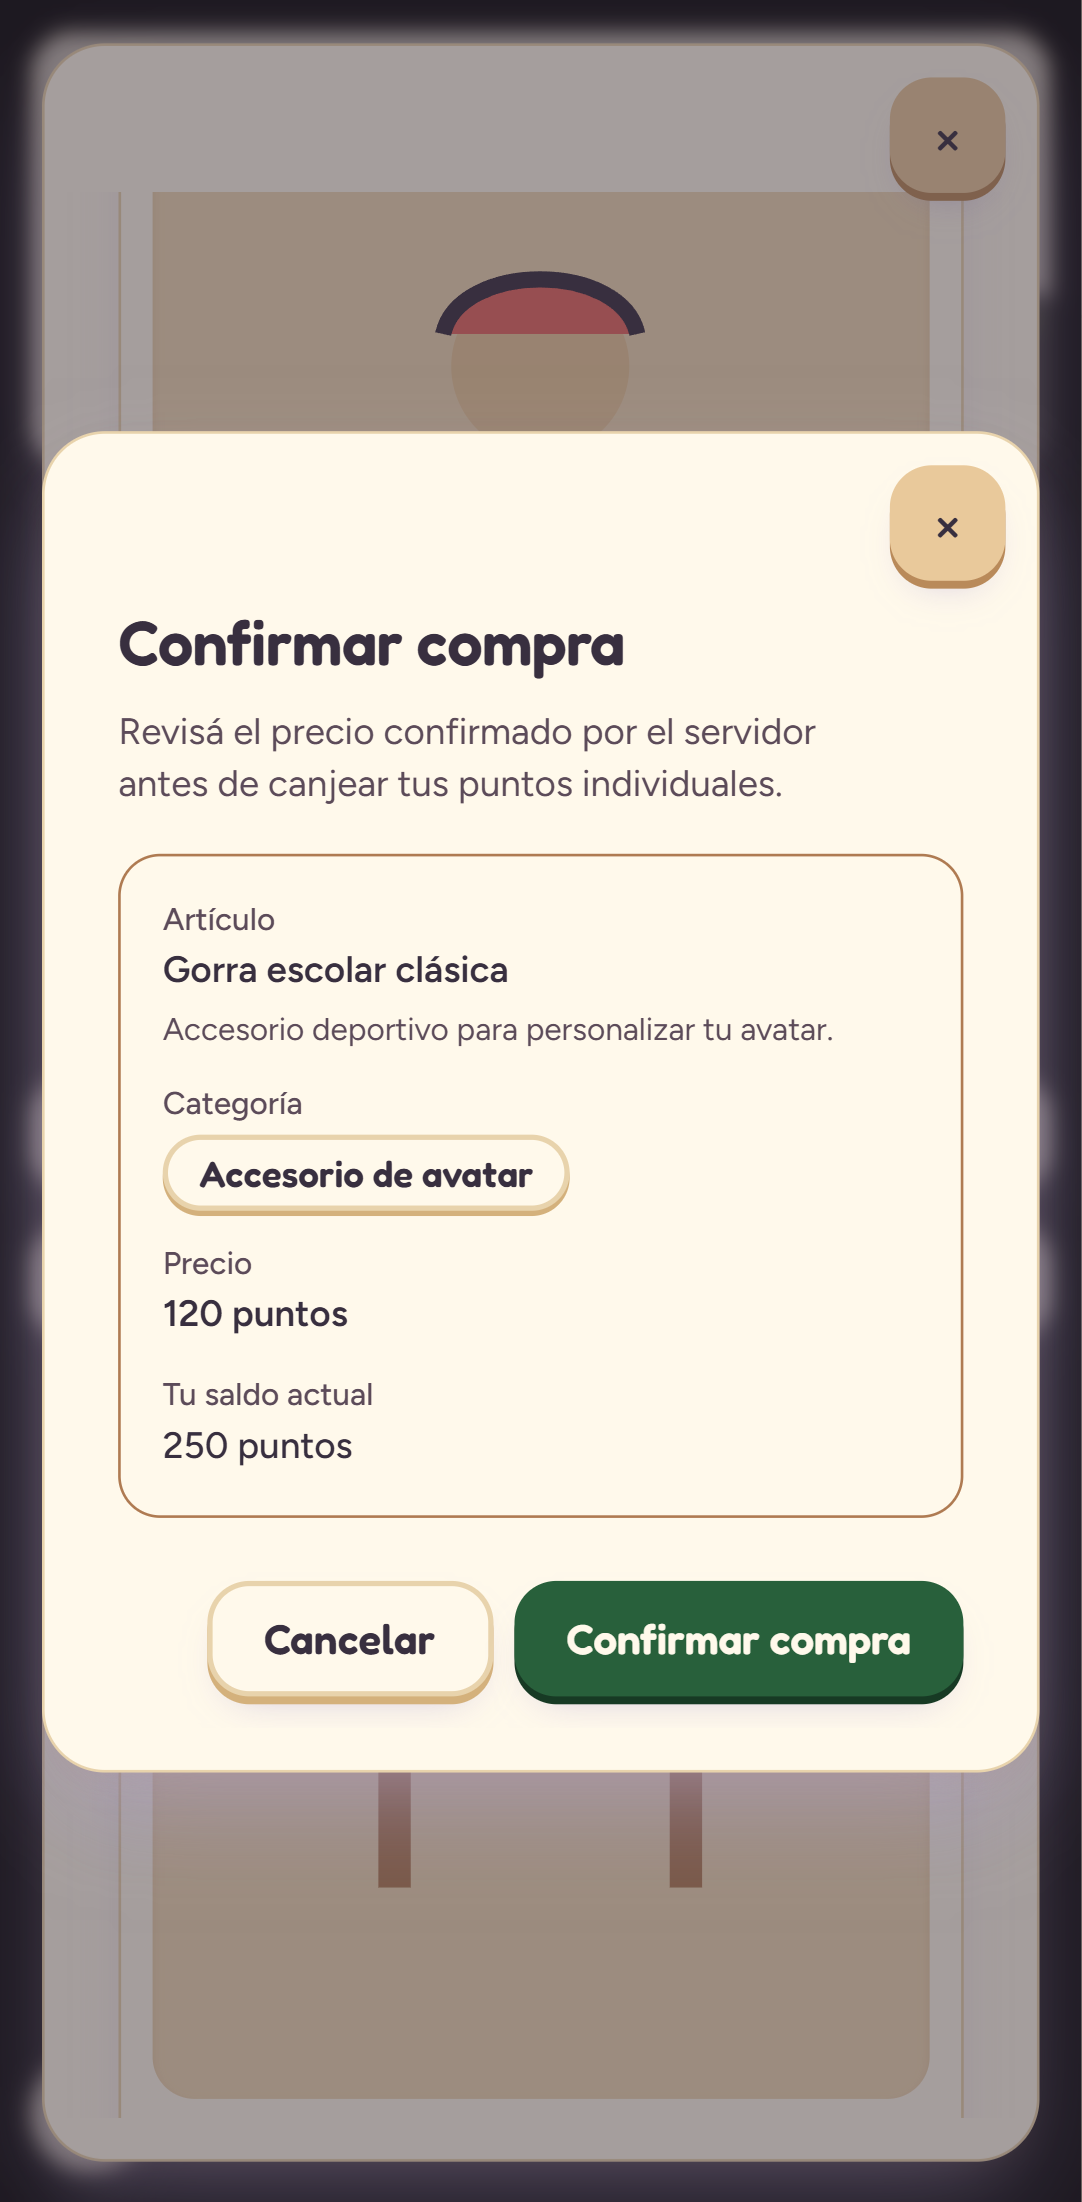 ×
×
Confirmar compra
Revisá el precio confirmado por el servidor
antes de canjear tus puntos individuales.
Artículo
Gorra escolar clásica
Accesorio deportivo para personalizar tu avatar.
Categoría
Accesorio de avatar
Precio
120 puntos
Tu saldo actual
250 puntos
Cancelar
Confirmar compra